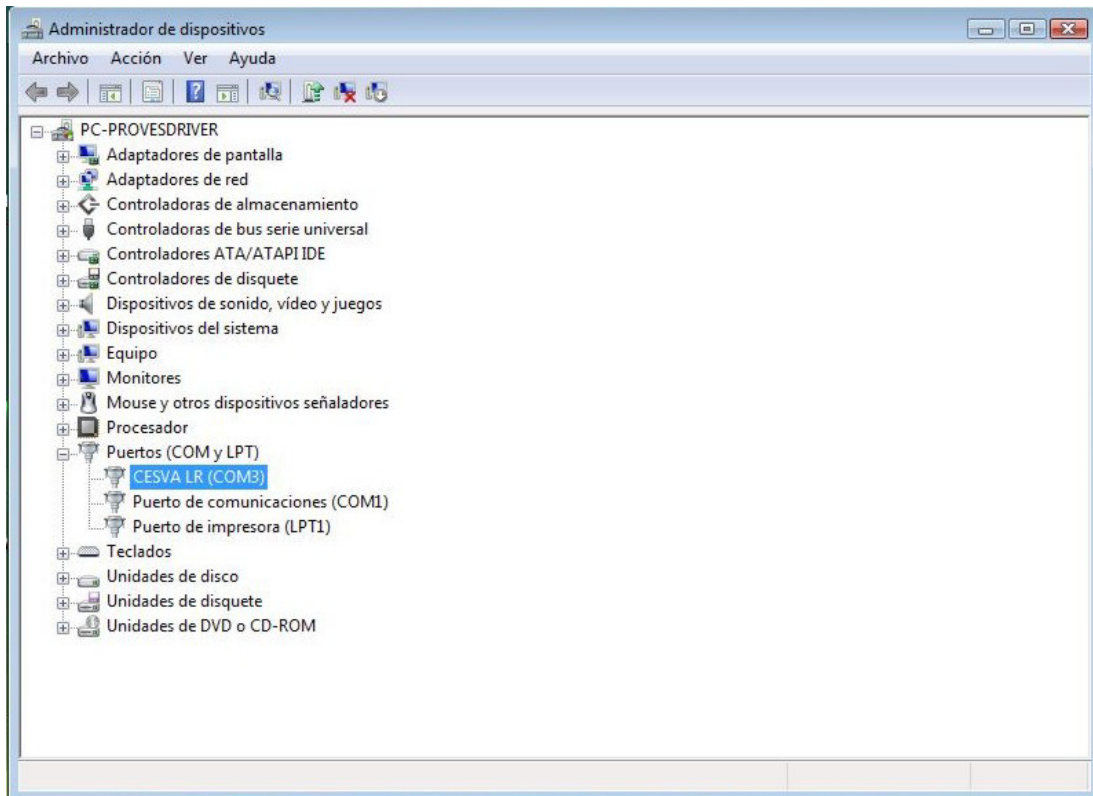 Administrador de dispositivos
Archivo Acción Ver Ayuda
PC-PROVESDRIVER
Adaptadores de pantalla
Adaptadores de red
Controladoras de almacenamiento
Controladoras de bus serie universal
Controladores ATA/ATAPI IDE
Controladores de disquete
Dispositivos de sonido, vídeo y juegos
Dispositivos del sistema
Equipo
Monitores
Mouse y otros dispositivos señaladores
Procesador
Puertos (COM y LPT)
CESVA LR (COM3)
Puerto de comunicaciones (COM1)
Puerto de impresora (LPT1)
Teclados
Unidades de disco
Unidades de disquete
Unidades de DVD o CD-ROM